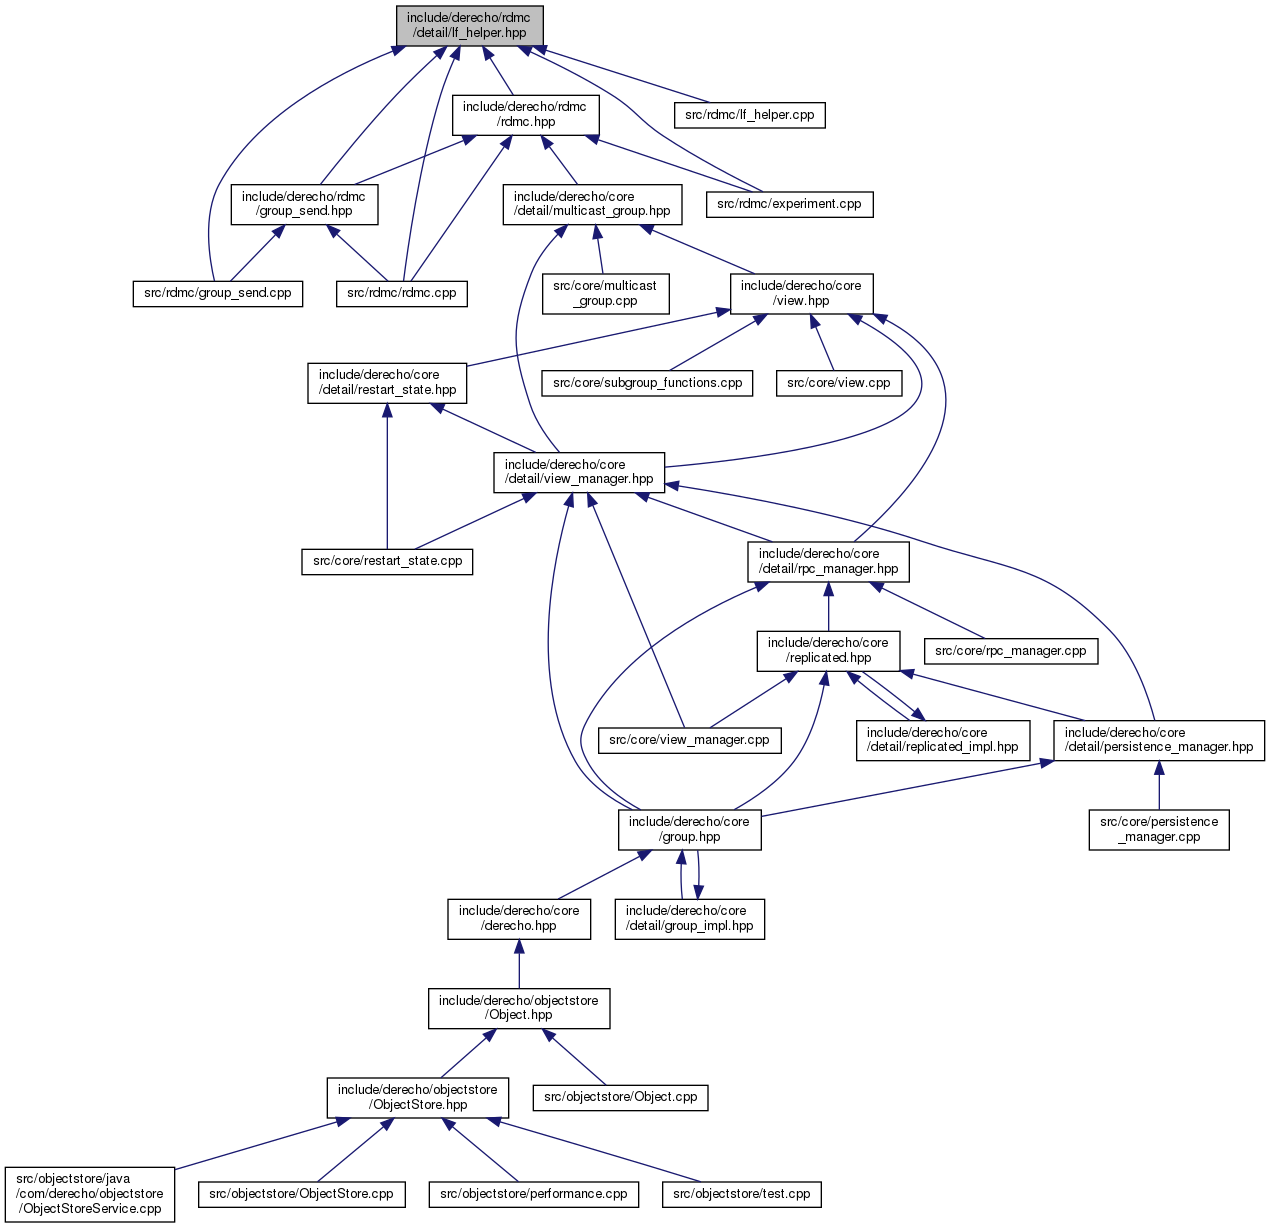 include/derecho/rdmc
/detail/lf_helper.hpp
include/derecho/rdmc
/rdmc.hpp
src/rdmc/lf_helper.cpp
include/derecho/rdmc
/group_send.hpp
include/derecho/core
/detail/multicast_group.hpp
src/rdmc/experiment.cpp
src/rdmc/group_send.cpp
src/rdmc/rdmc.cpp
src/core/multicast
_group.cpp
include/derecho/core
/view.hpp
include/derecho/core
/detail/restart_state.hpp
src/core/subgroup_functions.cpp
src/core/view.cpp
include/derecho/core
/detail/view_manager.hpp
src/core/restart_state.cpp
include/derecho/core
/detail/rpc_manager.hpp
include/derecho/core
/replicated.hpp
src/core/rpc_manager.cpp
src/core/view_manager.cpp
include/derecho/core
/detail/replicated_impl.hpp
include/derecho/core
/detail/persistence_manager.hpp
include/derecho/core
/group.hpp
src/core/persistence
_manager.cpp
include/derecho/core
/derecho.hpp
include/derecho/core
/detail/group_impl.hpp
include/derecho/objectstore
/Object.hpp
include/derecho/objectstore
/ObjectStore.hpp
src/objectstore/Object.cpp
src/objectstore/java
/com/derecho/objectstore
/ObjectStoreService.cpp
src/objectstore/ObjectStore.cpp
src/objectstore/performance.cpp
src/objectstore/test.cpp